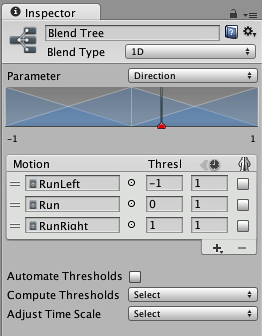 Inspector
Blend Tree
Blend Type 1D
Parameter Direction
-1 1
Motion Thresl
RunLeft -1 1
Run 0 1
RunRiaht 1 1
Automate Thresholds
Compute Thresholds Select
Adjust Time Scale Select